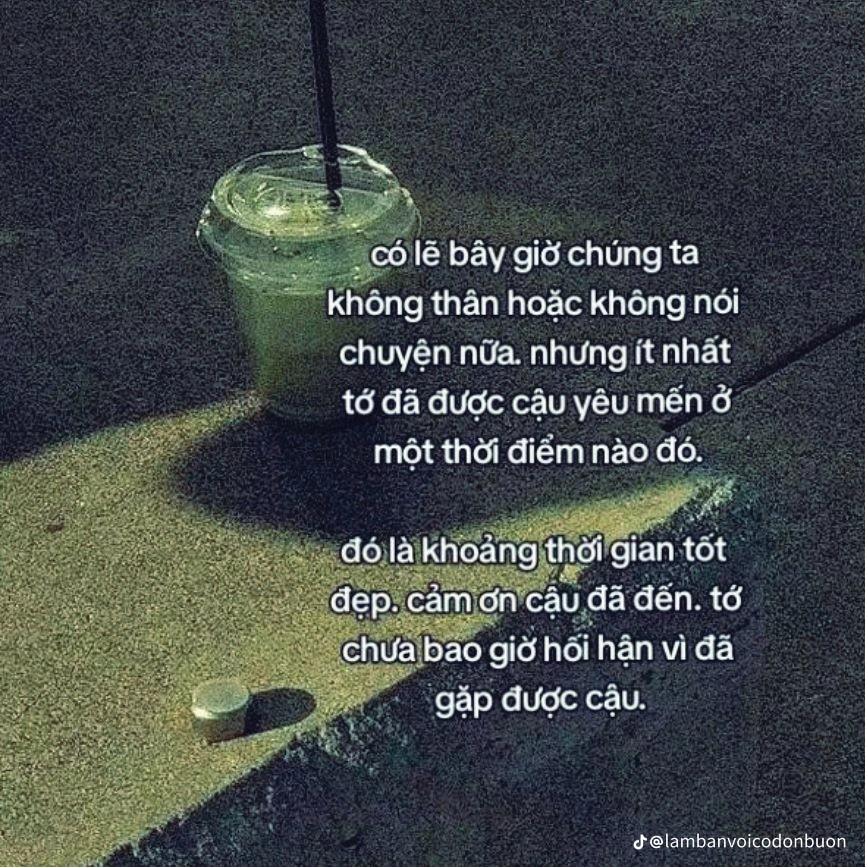 có lẽ bây giờ chúng ta
không thân hoặc không nói
chuyện nữa. nhưng ít nhất
tớ đã được cậu yêu mến ở
một thời điểm nào đó.
đó là khoảng thời gian tốt
đẹp. cảm ơn cậu đã đến. tớ
chưa bao giờ hối hận vì đã
gặp được cậu.
@lambanvoicodonbuon